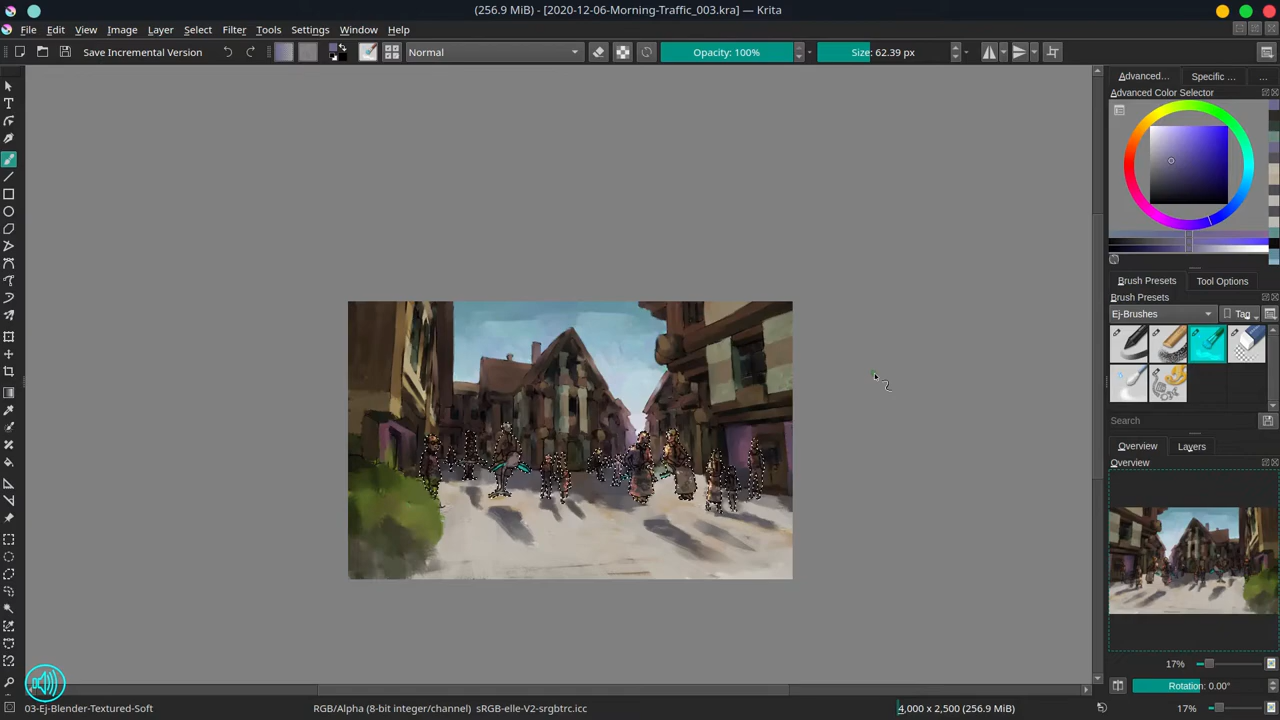 (256.9 MiB) - [2020-12-06-Morning-Traffic_003.kra] — Krita
File Edit View Image Layer Select Filter Tools Settings Window Help
Save Incremental Version Normal Opacity: 100% Size: 62.39 px
Advanced... Specific ... ...
Advanced Color Selector
Brush Presets Tool Options
Brush Presets
Ej-Brushes Tag
Search
Overview Layers
Overview
17%
Rotation: 0.00°
03-Ej-Blender-Textured-Soft RGB/Alpha (8-bit integer/channel) sRGB-elle-V2-srgbtrc.icc 4,000 x 2,500 (256.9 MiB) 17%